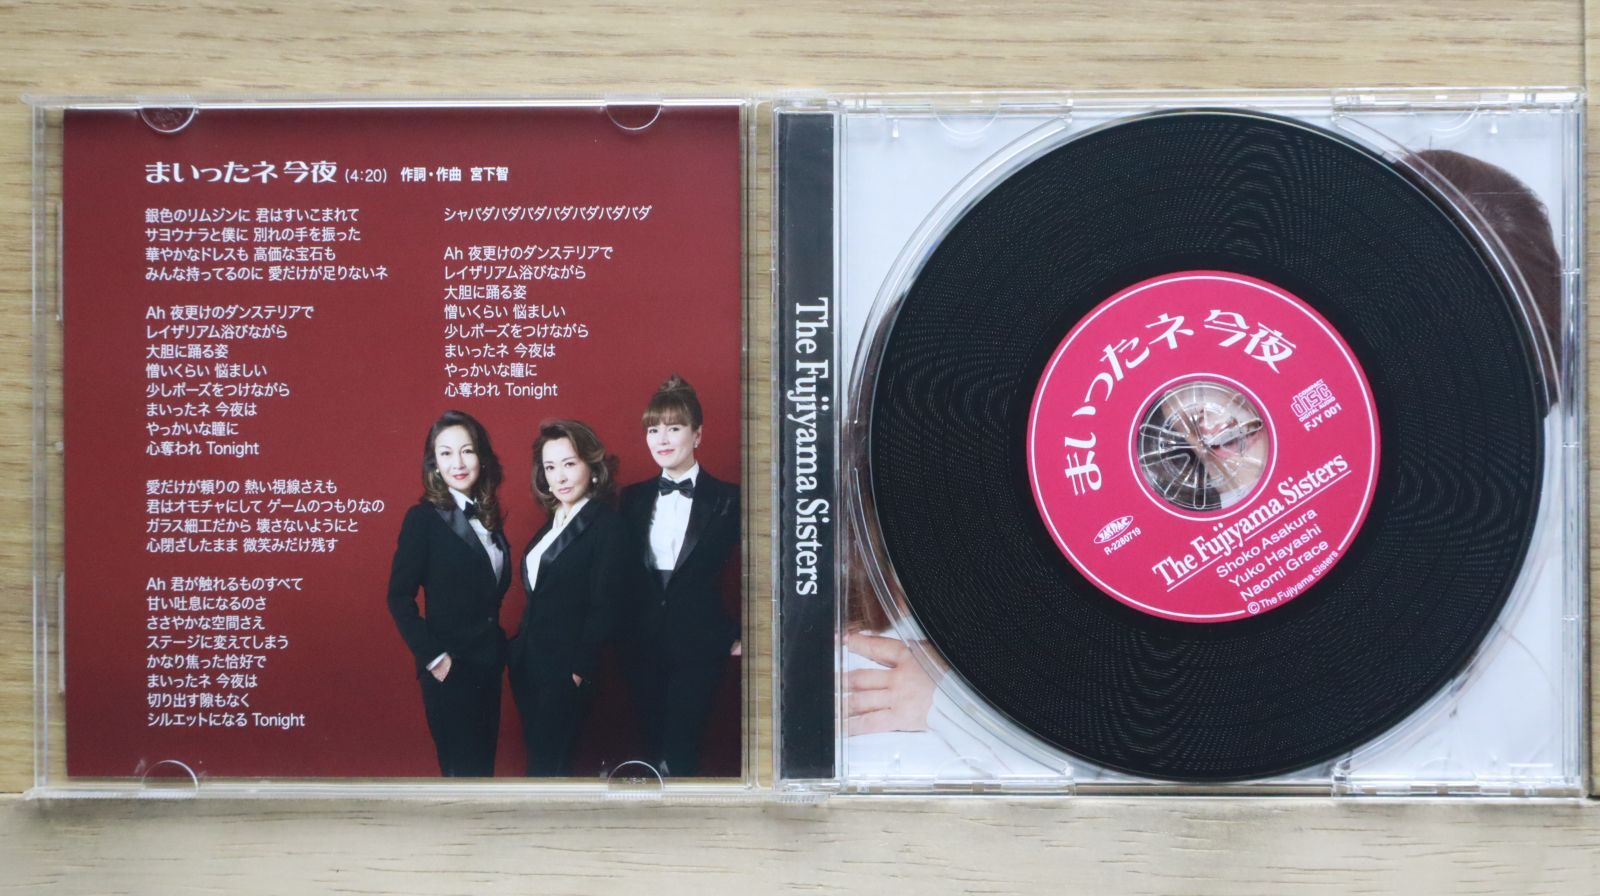 まいったネ 今夜 (4:20) 作詞・作曲 宮下智
銀色のリムジンに 君はすいこまれて
サヨウナラと僕に 別れの手を振った
華やかなドレスも 高価な宝石も
みんな持ってるのに 愛だけが足りないネ
Ah 夜更けのダンステリアで
レイザリアム浴びながら
大胆に踊る姿
憎いくらい 悩ましい
少しポーズをつけながら
まいったネ 今夜は
やっかいな瞳に
心奪われ Tonight
愛だけが頼りの 熱い視線さえも
君はオモチャにして ゲームのつもりなの
ガラス細工だから 壊さないようにと
心閉ざしたまま 微笑みだけ残す
Ah 君が触れるものすべて
甘い吐息になるのさ
ささやかな空間さえ
ステージに変えてしまう
かなり焦った恰好で
まいったネ 今夜は
切り出す隙もなく
シルエットになる Tonight
シャバダバダバダバダバダバダバダ
Ah 夜更けのダンステリアで
レイザリアム浴びながら
大胆に踊る姿
憎いくらい 悩ましい
少しポーズをつけながら
まいったネ 今夜は
やっかいな瞳に
心奪われ Tonight
The Fujiyama Sisters
まいったネ 今夜
COMPACT
disc
DIGITAL AUDIO
FJY 001
R-2280719
The Fujiyama Sisters
Shoko Asakura
Yuko Hayashi
Naomi Grace
©The Fujiyama Sisters